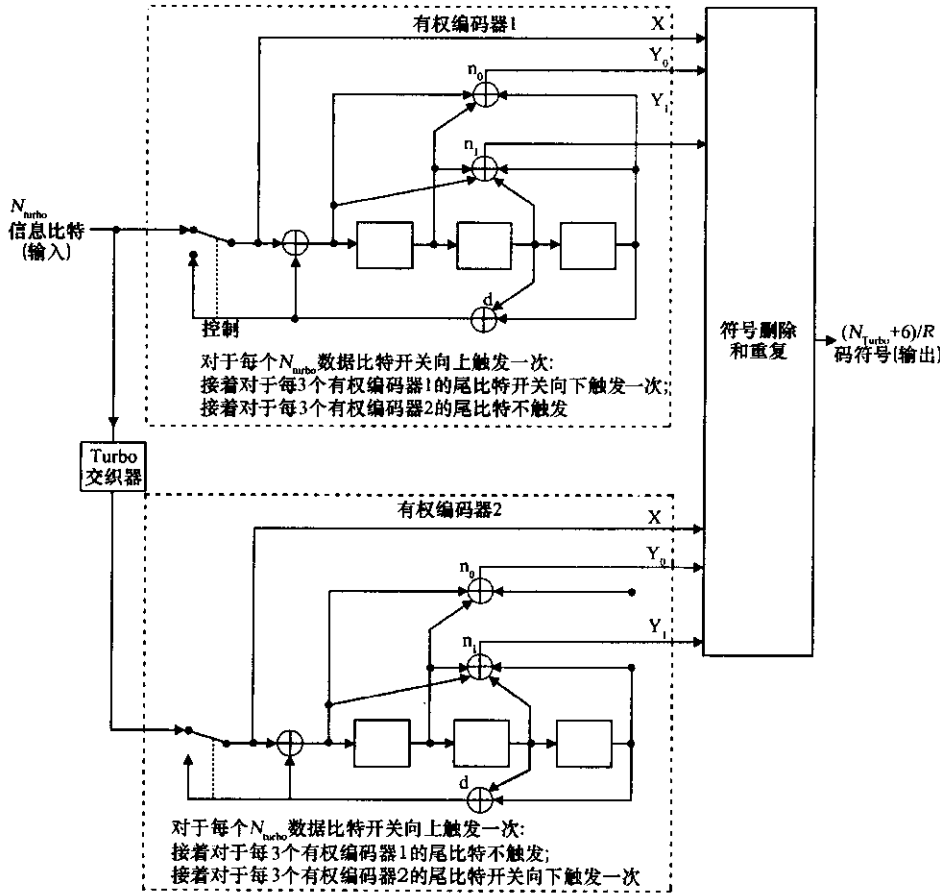 有权编码器1
X
Y₀
n₀
Y₁
n₁
N_turbo
信息比特
(输入)
d
控制
符号删除
和重复
(N_Turbo+6)/R
码符号(输出)
对于每个N_turbo数据比特开关向上触发一次:
接着对于每3个有权编码器1的尾比特开关向下触发一次;
接着对于每3个有权编码器2的尾比特不触发
Turbo
交织器
有权编码器2
X
n₀
Y₀
Y₁
n₁
d
对于每个N_turbo数据比特开关向上触发一次:
接着对于每3个有权编码器1的尾比特不触发;
接着对于每3个有权编码器2的尾比特开关向下触发一次